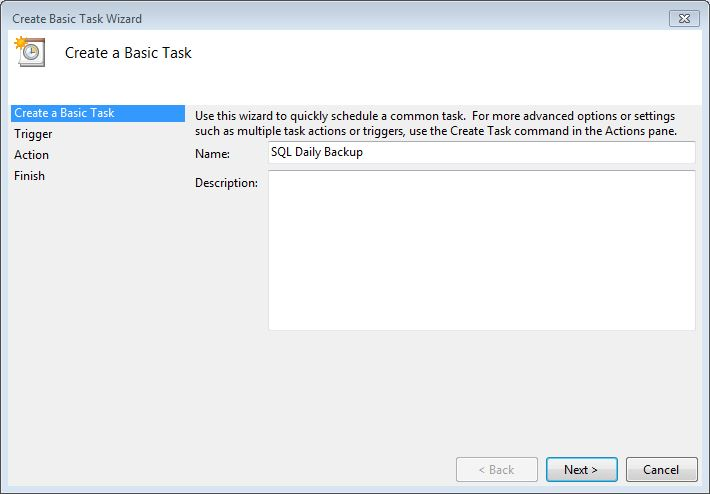 Create Basic Task Wizard
Create a Basic Task
Create a Basic Task
Trigger
Action
Finish
Use this wizard to quickly schedule a common task.  For more advanced options or settings
such as multiple task actions or triggers, use the Create Task command in the Actions pane.
Name: SQL Daily Backup
Description:
< Back Next > Cancel